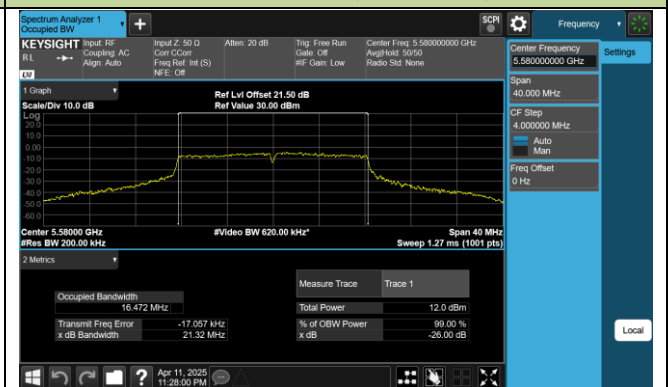 Spectrum Analyzer 1
Occupied BW
+
SCPI
Frequency
KEYSIGHT
RL
LXI
Input: RF
Coupling: AC
Align: Auto
Input Z: 50 Ω
Corr CCorr
Freq Ref: Int (S)
NFE: Off
Atten: 20 dB
Trig: Free Run
Gate: Off
#IF Gain: Low
Center Freq: 5.580000000 GHz
Avg|Hold: 50/50
Radio Std: None
Center Frequency
5.580000000 GHz
Settings
Span
40.000 MHz
CF Step
4.000000 MHz
Auto
Man
Freq Offset
0 Hz
1 Graph
Scale/Div 10.0 dB
Ref Lvl Offset 21.50 dB
Ref Value 30.00 dBm
Log
20.0
10.0
0.00
-10.0
-20.0
-30.0
-40.0
-50.0
-60.0
Center 5.58000 GHz
#Res BW 200.00 kHz
#Video BW 620.00 kHz*
Span 40 MHz
Sweep 1.27 ms (1001 pts)
2 Metrics
Measure Trace Trace 1
Occupied Bandwidth
16.472 MHz
Total Power 12.0 dBm
Transmit Freq Error -17.057 kHz
% of OBW Power 99.00 %
x dB Bandwidth 21.32 MHz
x dB -26.00 dB
Local
?
Apr 11, 2025
11:28:00 PM